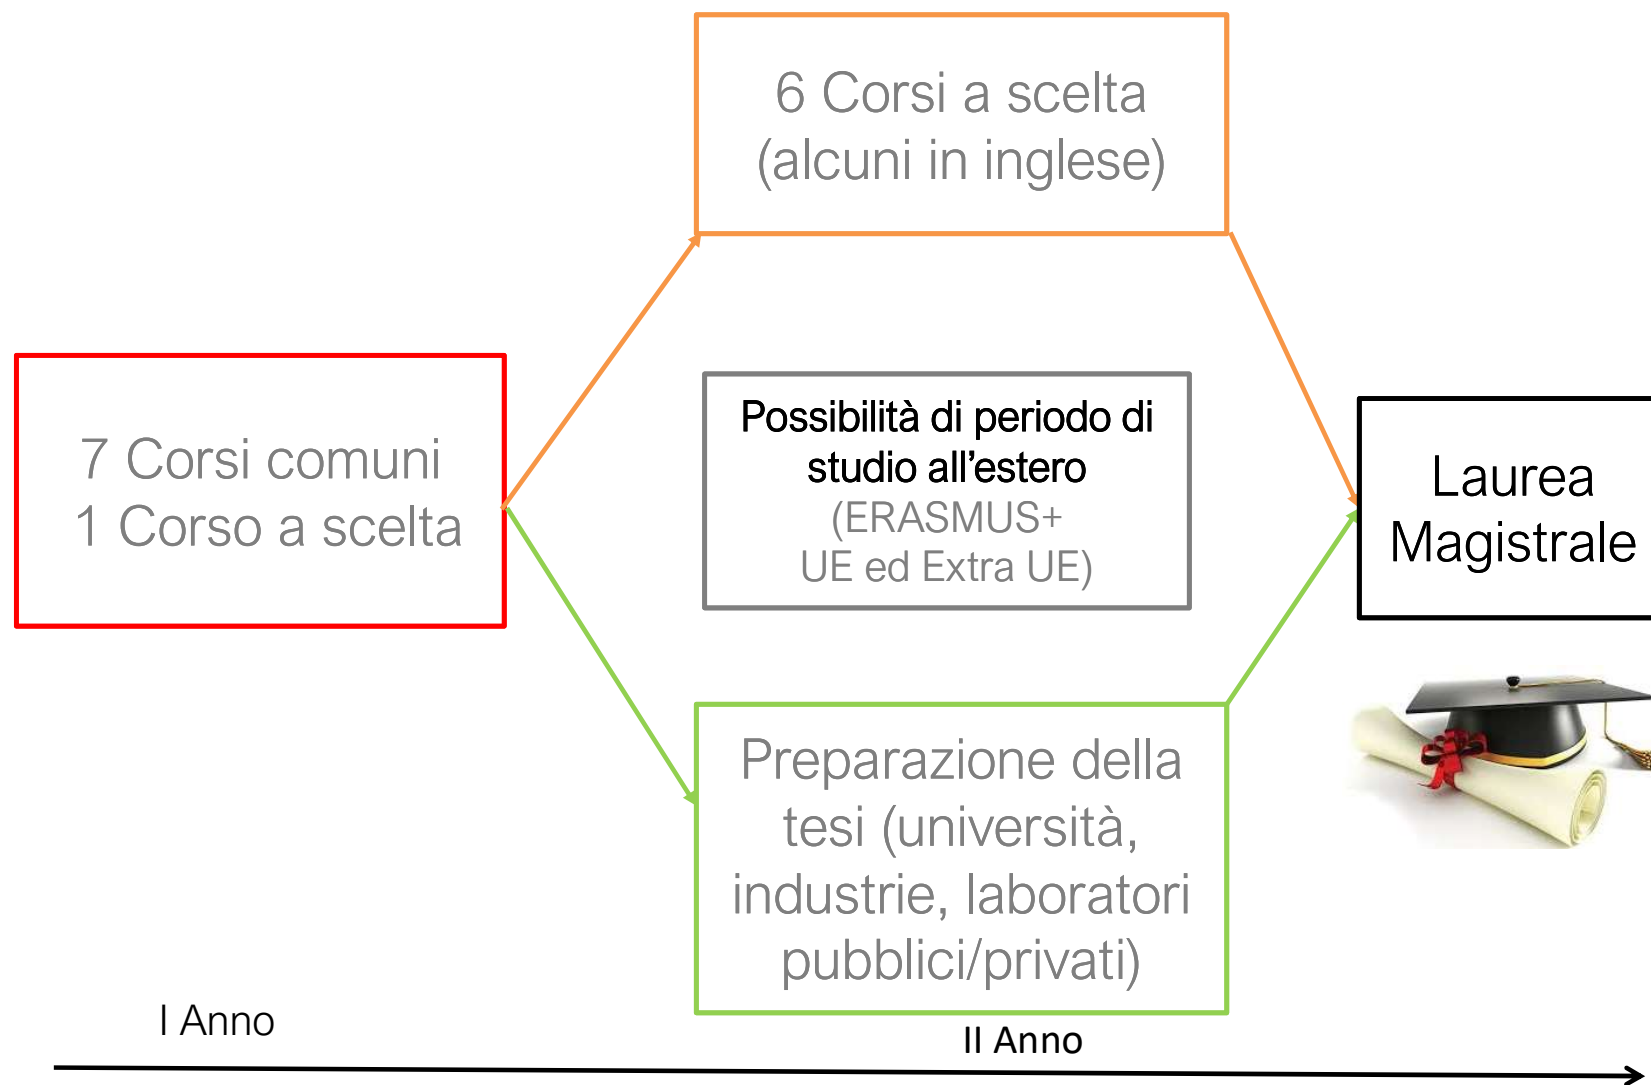 6 Corsi a scelta
(alcuni in inglese)
7 Corsi comuni
1 Corso a scelta
Possibilità di periodo di
studio all’estero
(ERASMUS+
UE ed Extra UE)
Laurea
Magistrale
Preparazione della
tesi (università,
industrie, laboratori
pubblici/privati)
I Anno
II Anno